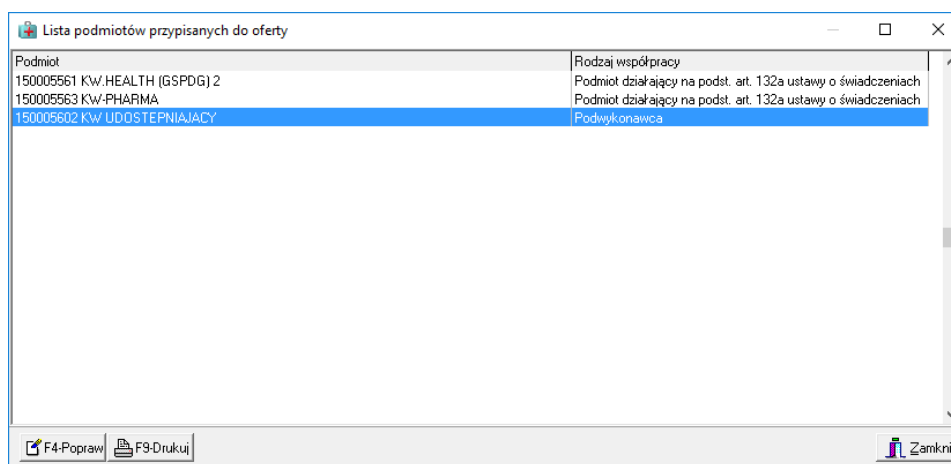 Lista podmiotów przypisanych do oferty
Podmiot Rodzaj współpracy
150005561 KW.HEALTH (GSPDG) 2 Podmiot działający na podst. art. 132a ustawy o świadczeniach
150005563 KW-PHARMA Podmiot działający na podst. art. 132a ustawy o świadczeniach
150005602 KW UDOSTEPNIAJACY Podwykonawca
F4-Popraw F9-Drukuj Zamkni